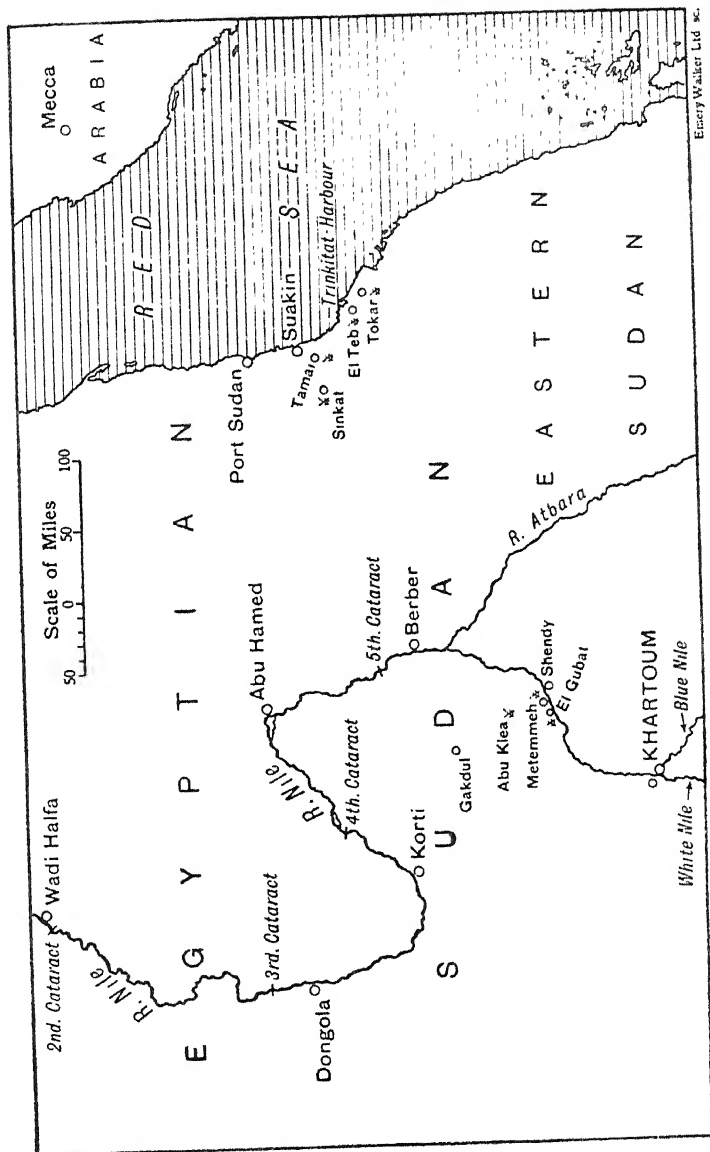 Mecca
ARABIA
RED
SEA
Trinkitat Harbour
Suakin
Port Sudan
Tamai
Sinkat
El Teb
Tokar
Scale of Miles
50 0 50 100
EGYPTIAN
SUDAN
EASTERN
SUDAN
2nd. Cataract
Wadi Halfa
R. Nile
3rd. Cataract
Dongola
Korti
4th. Cataract
R. Nile
Abu Hamed
5th. Cataract
Berber
R. Atbara
Gakdul
Abu Klea
Metemmeh
Shendy
El Gubat
KHARTOUM
Blue Nile
White Nile
Emery Walker Ltd sc.